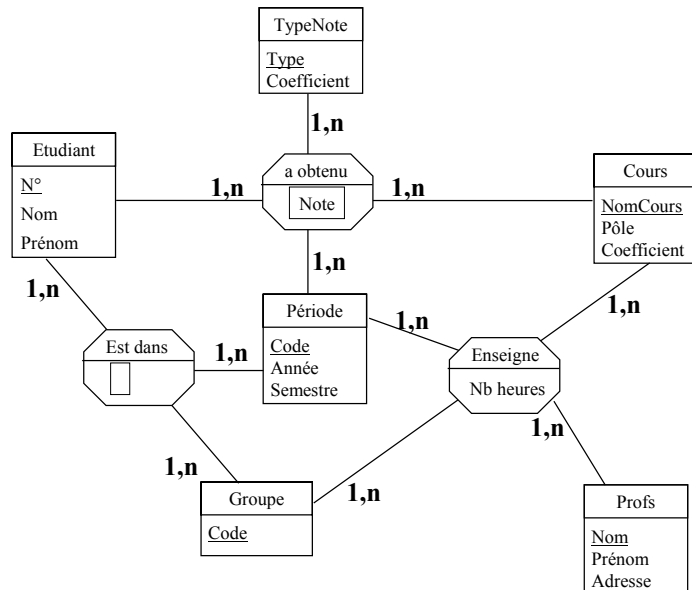 TypeNote
Type
Coefficient
1,n
Etudiant
N°
Nom
Prénom
1,n
a obtenu
Note
1,n
Cours
NomCours
Pôle
Coefficient
1,n
1,n
Période
Code
Année
Semestre
1,n
1,n
Est dans
1,n
Enseigne
Nb heures
1,n
1,n
1,n
Groupe
Code
Profs
Nom
Prénom
Adresse